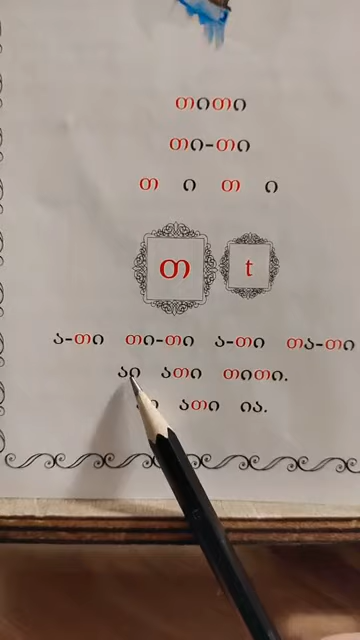 თითი
თი-თი
თ ი თ ი
თ t
ა-თი თი-თი ა-თი თა-თი
აი ათი თითი.
ათი ია.